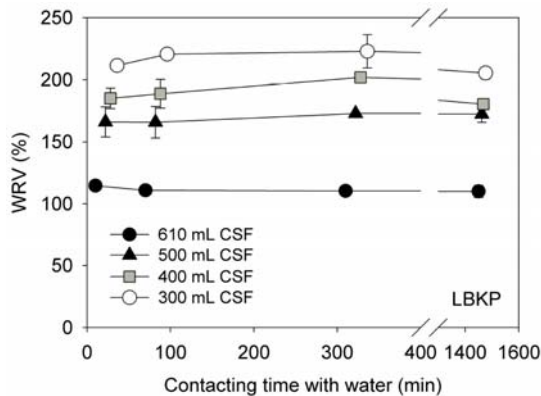 250
200
150
100
50
0
WRV (%)
610 mL CSF
500 mL CSF
400 mL CSF
300 mL CSF
LBKP
0 100 200 300 400 1400 1600
Contacting time with water (min)